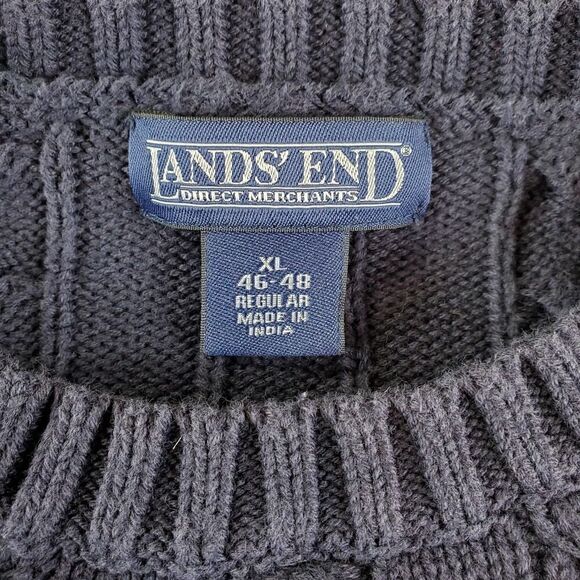 LANDS' END®
DIRECT MERCHANTS
XL
46-48
REGULAR
MADE IN
INDIA